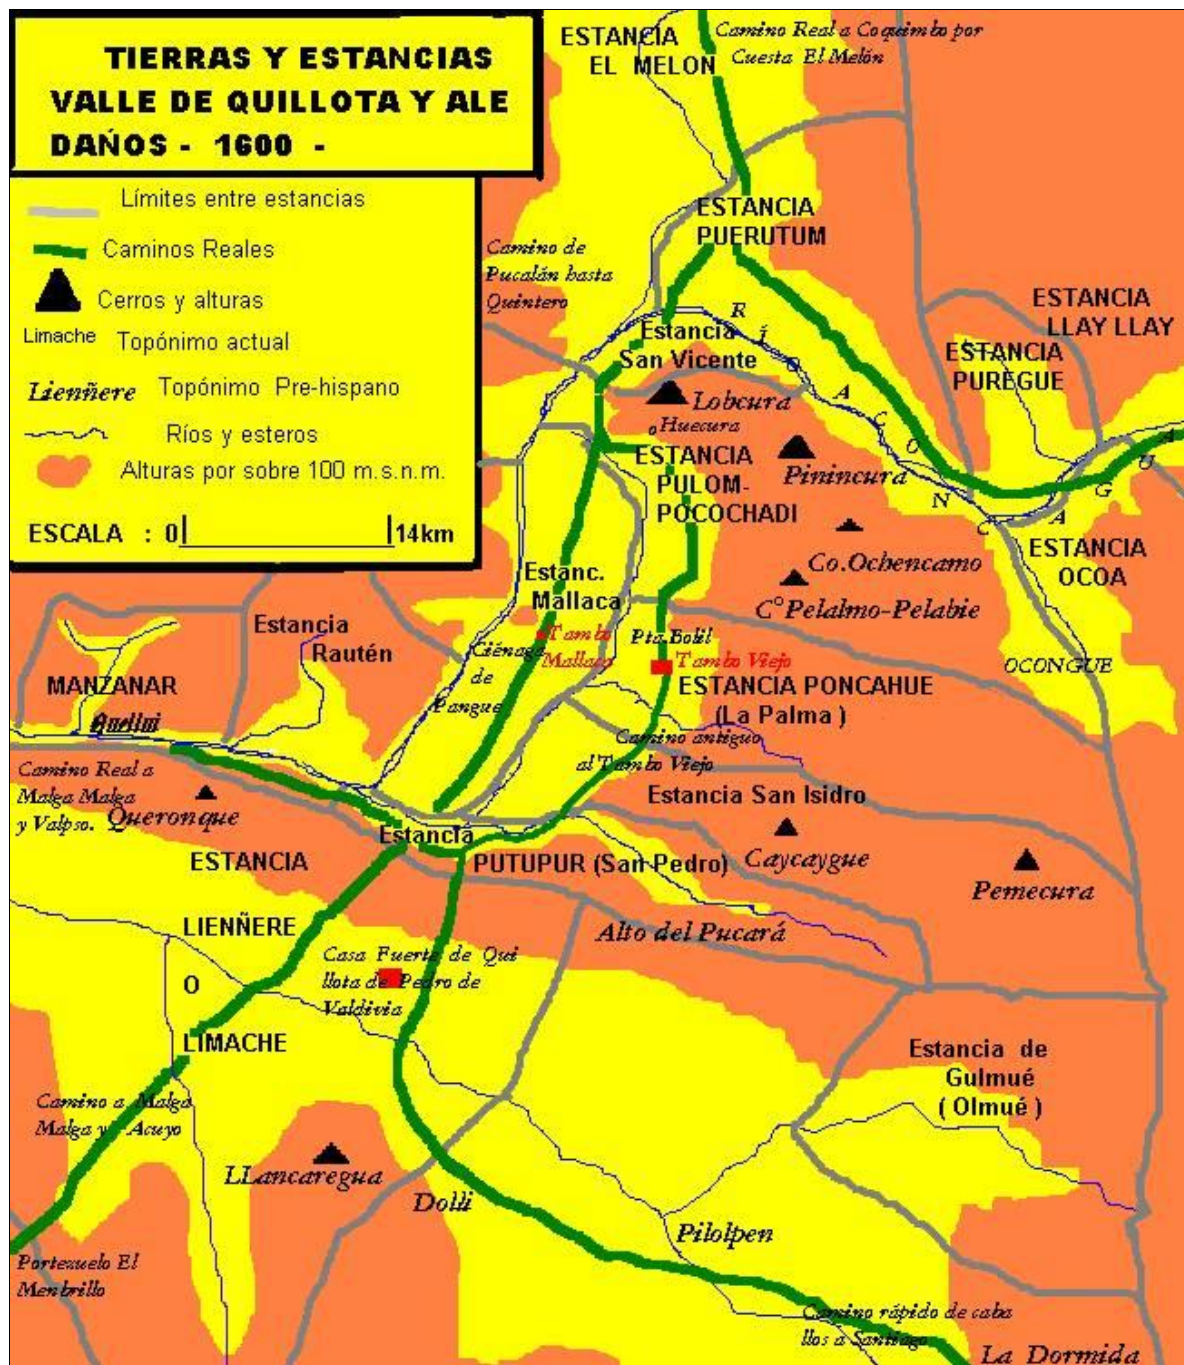 TIERRAS Y ESTANCIAS
VALLE DE QUILLOTA Y ALE
DAŃOS - 1600 -
Límites entre estancias
Caminos Reales
Cerros y alturas
Limache Topónimo actual
Lienñere Topónimo Pre-hispano
Ríos y esteros
Alturas por sobre 100 m.s.n.m.
ESCALA : 0 14km
ESTANCIA
EL MELON
Camino Real a Coquimbo por
Cuesta El Melón
ESTANCIA
PUERUTUM
Camino de
Pucalán hasta
Quintero
ESTANCIA
LLAY LLAY
ESTANCIA
PUREGUE
Estancia
San Vicente
RÍO ACONCAGUA
Lobcura
o Huecura
ESTANCIA
PULOM-
POCOCHADI
Pinincura
Co.Ochencamo
C° Pelalmo-Pelabie
ESTANCIA
OCOA
OCONGUE
Estanc.
Mallaca
Tambo
Mallaca
Pta.Bolil
Tambo Viejo
ESTANCIA PONCAHUE
(La Palma )
Camino antiguo
al Tambo Viejo
Ciénaga
de
Pangue
Estancia
Rautén
MANZANAR
Camino Real a
Malga Malga
y Valpso.
Queronque
Estancia San Isidro
Estancia
PUTUPUR (San Pedro)
Caycaygue
Pemecura
Alto del Pucará
ESTANCIA
LIENÑERE
O
LIMACHE
Casa Fuerte de Qui
llota de Pedro de
Valdivia
Estancia de
Gulmué
( Olmué )
Camino a Malga
Malga y Acuyo
LLancaregua
Dolli
Pilolpen
Portezuelo El
Menbrillo
Camino rápido de caba
llos a Santiago
La Dormida